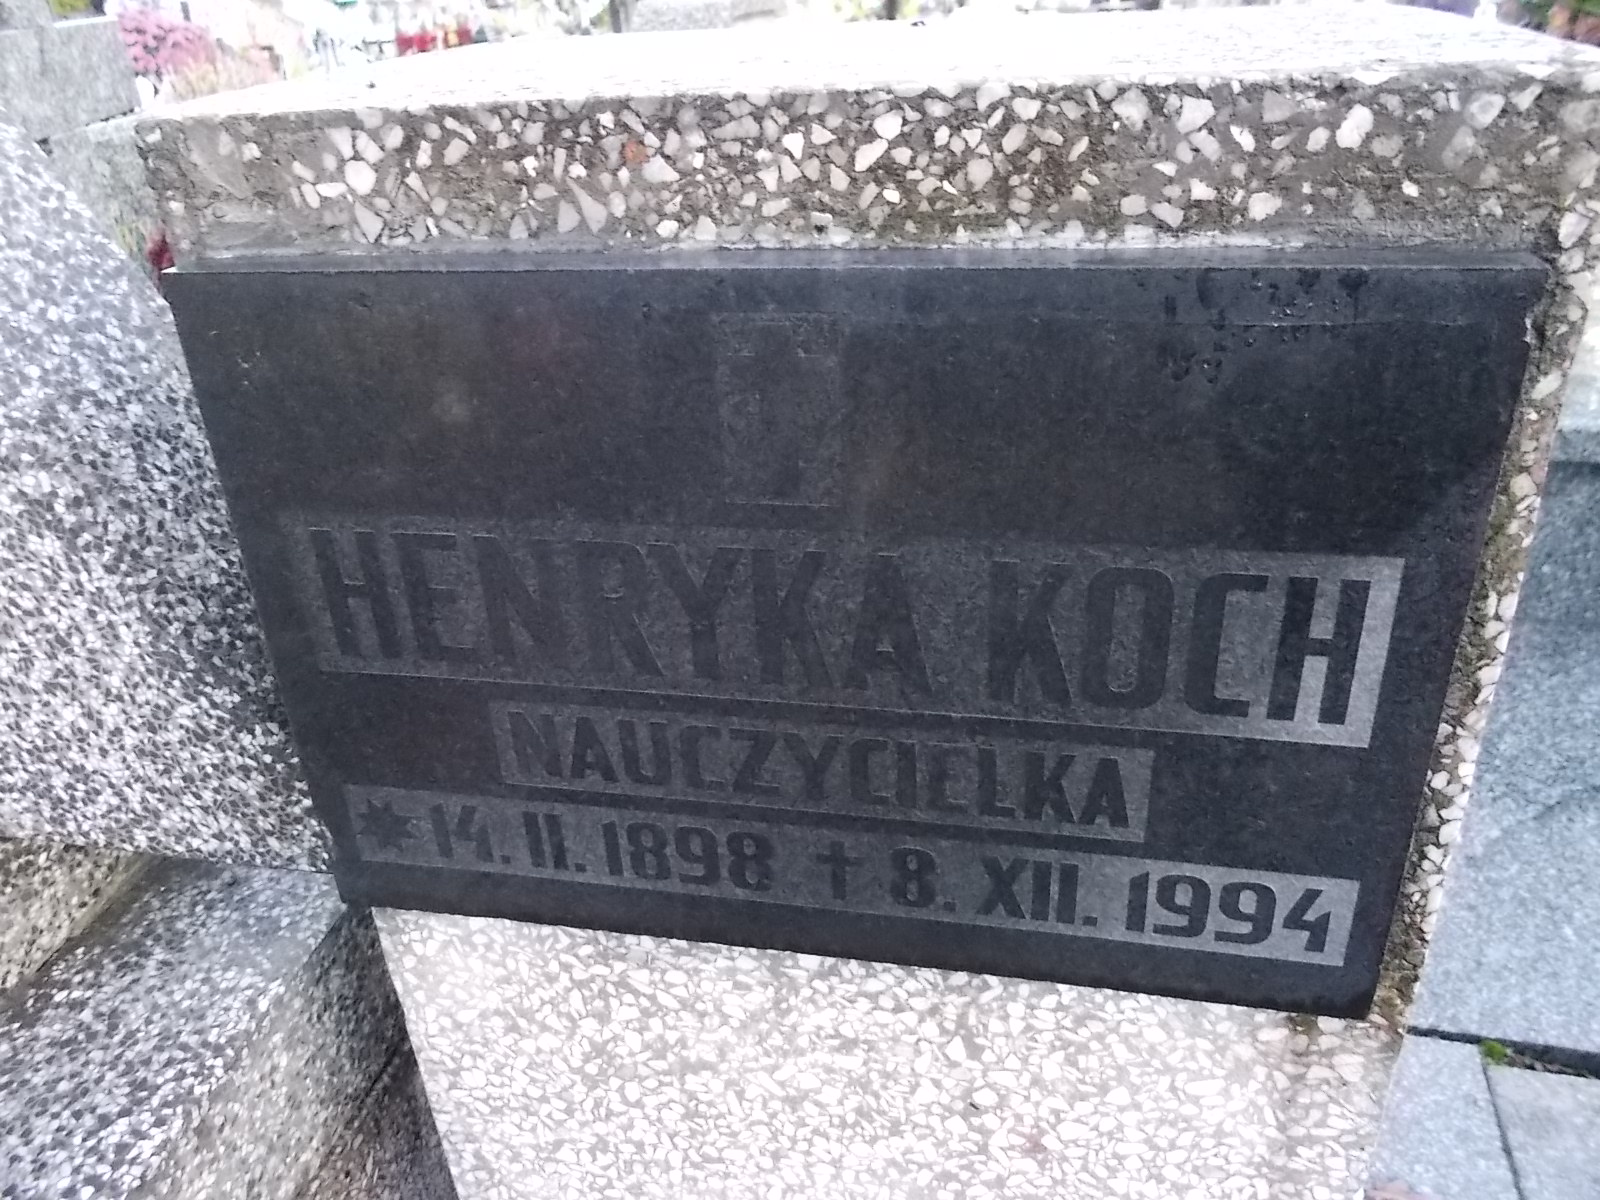 HENRYKA KOCH
NAUCZYCIELKA
* 14. II. 1898 † 8. XII. 1994